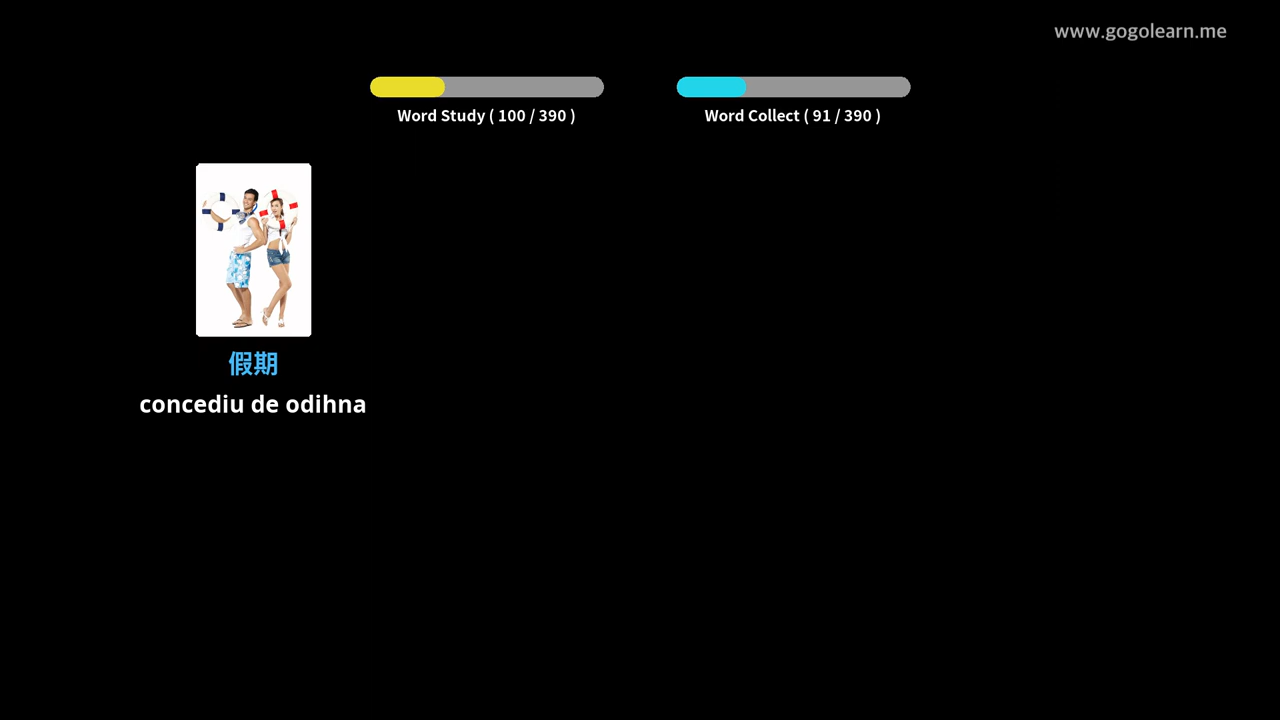 www.gogolearn.me
Word Study ( 100 / 390 )
Word Collect ( 91 / 390 )
假期
concediu de odihna